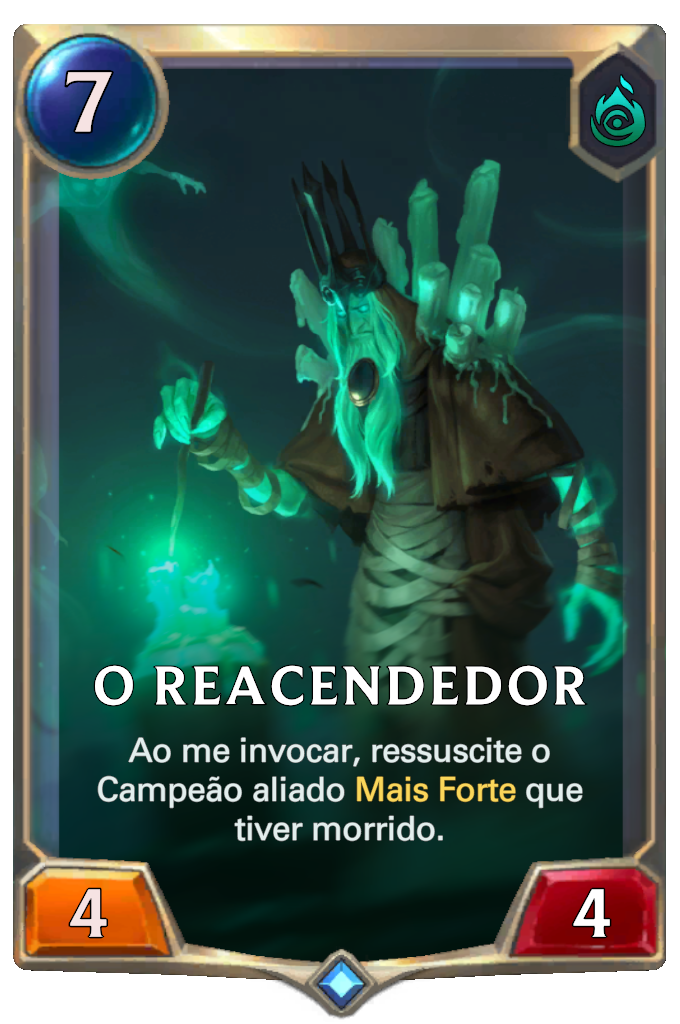 7
O REACENDEDOR
Ao me invocar, ressuscite o
Campeão aliado Mais Forte que
tiver morrido.
4
4